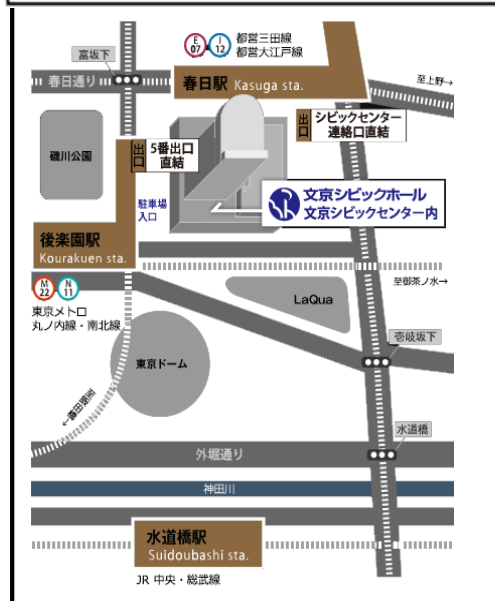 富坂下
E 07
I 12
都営三田線
都営大江戸線
春日通り
春日駅 Kasuga sta.
至上野→
出口
シビックセンター
連絡口直結
礫川公園
出口
5番出口
直結
駐車場
入口
文京シビックホール
文京シビックセンター内
後楽園駅
Kourakuen sta.
M 22
N 11
東京メトロ
丸ノ内線・南北線
至御茶ノ水→
LaQua
壱岐坂下
東京ドーム
至飯田橋→
水道橋
外堀通り
神田川
水道橋駅
Suidoubashi sta.
JR 中央・総武線